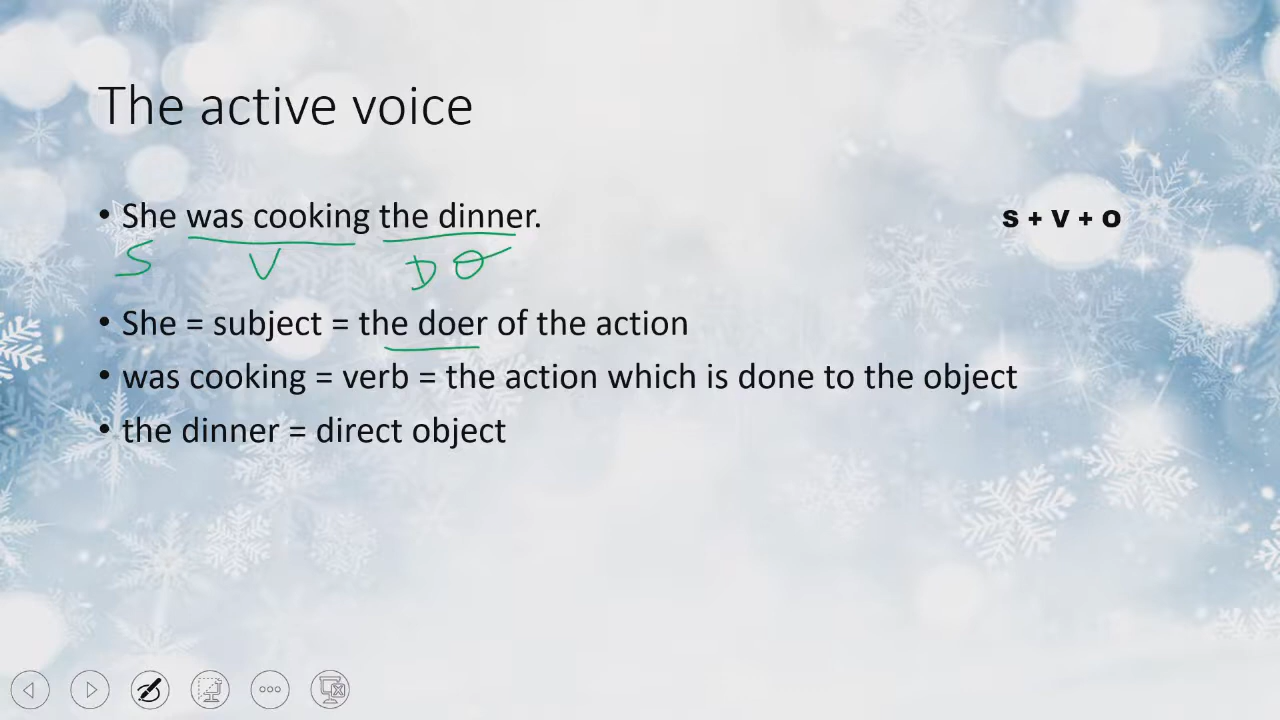 The active voice
• She was cooking the dinner.
S + V + O
S V D O
• She = subject = the doer of the action
• was cooking = verb = the action which is done to the object
• the dinner = direct object